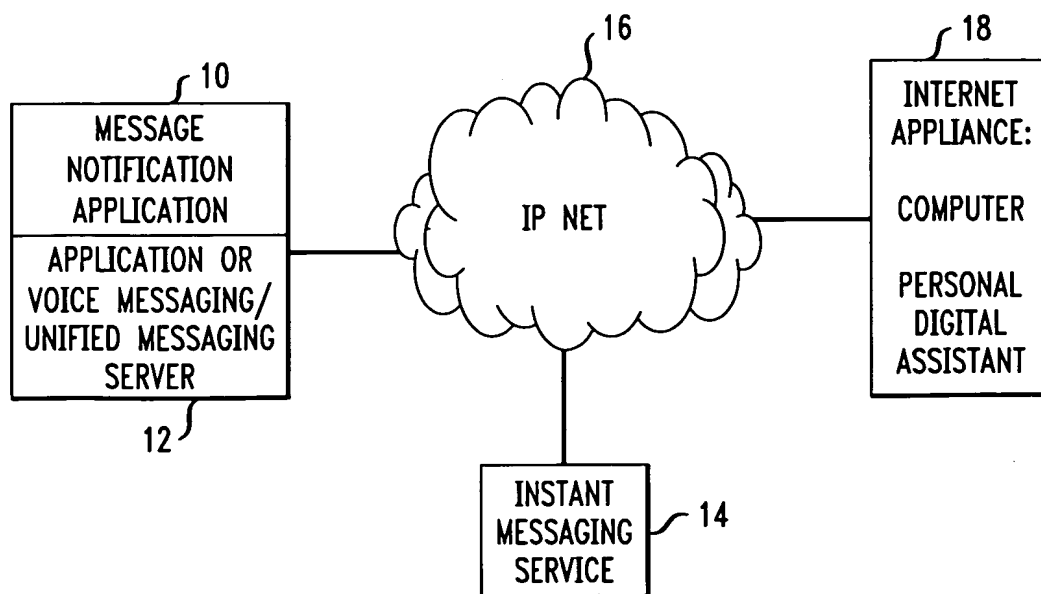 16
18
10
MESSAGE
NOTIFICATION
APPLICATION
APPLICATION OR
VOICE MESSAGING/
UNIFIED MESSAGING
SERVER
12
IP NET
INTERNET
APPLIANCE:
COMPUTER
PERSONAL
DIGITAL
ASSISTANT
INSTANT
MESSAGING
SERVICE
14